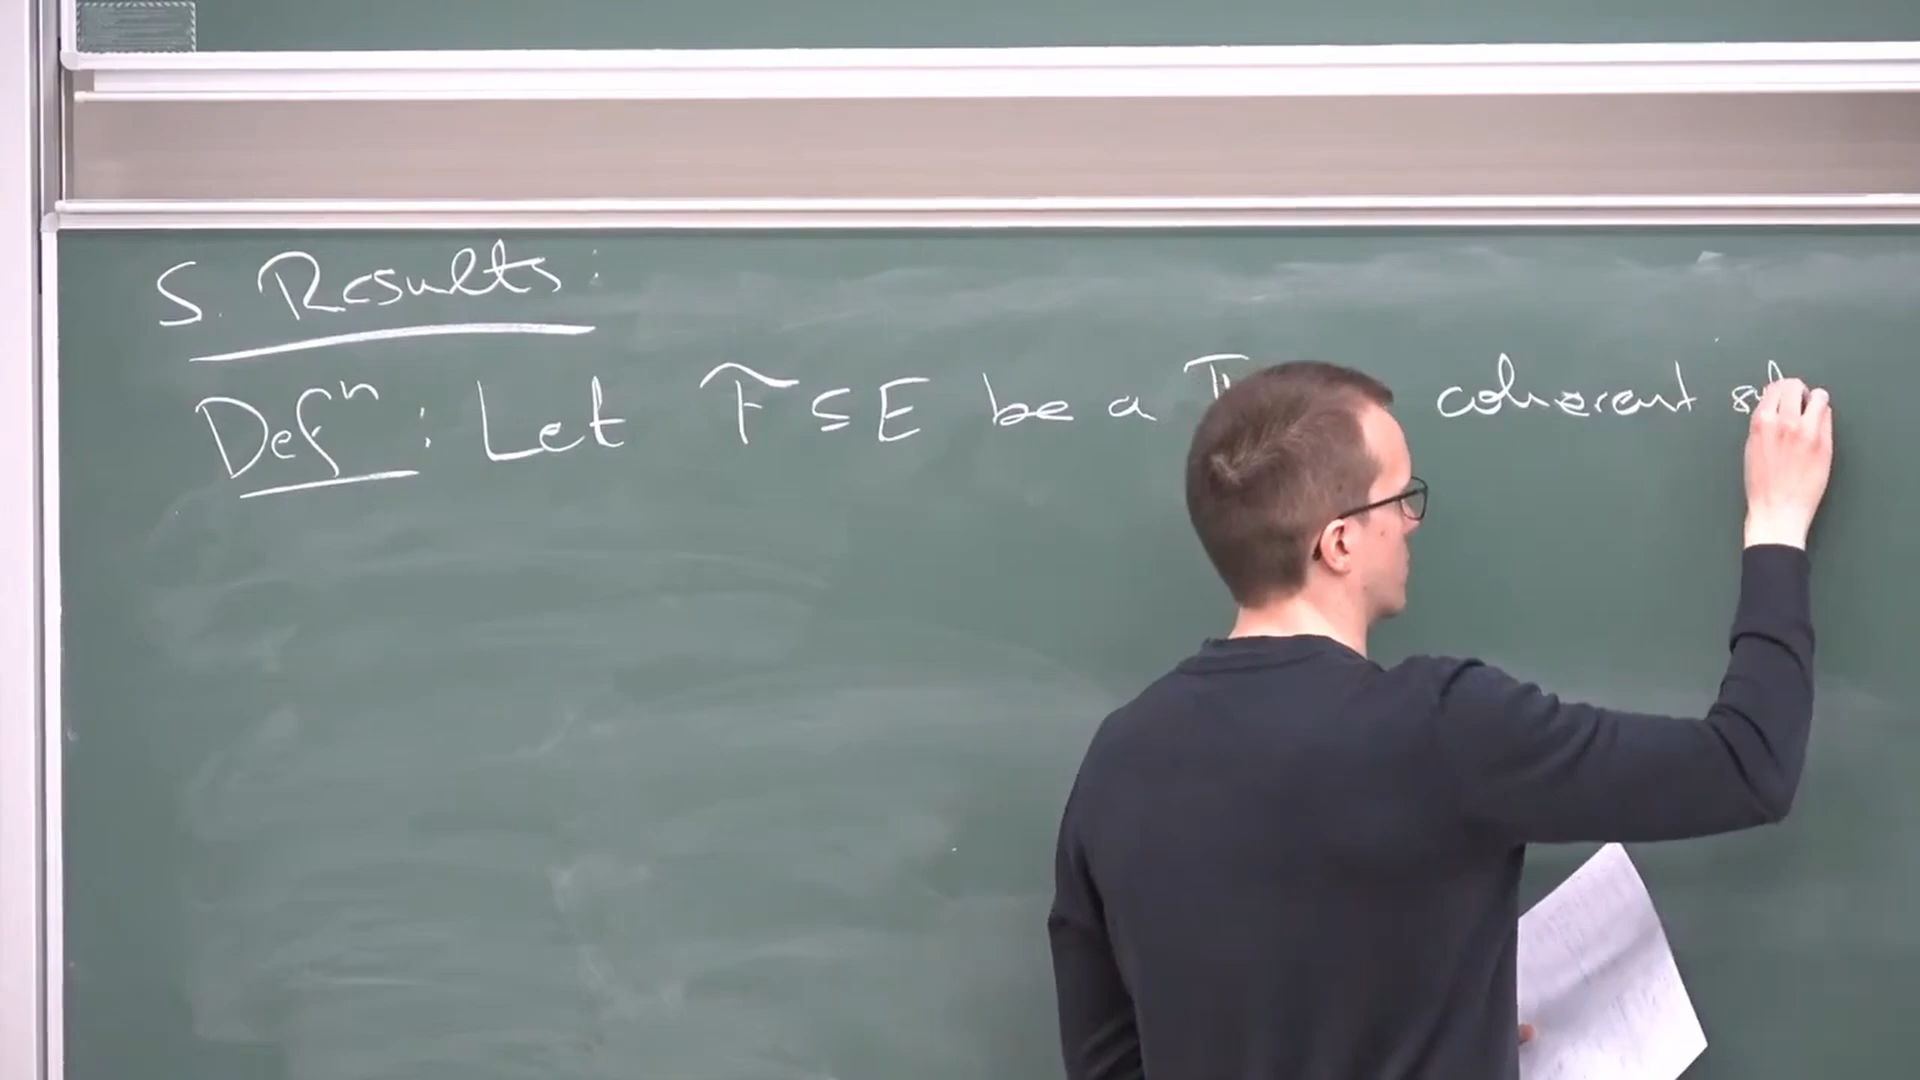 5. Results:
Defⁿ: Let F ⊆ E be a coherent